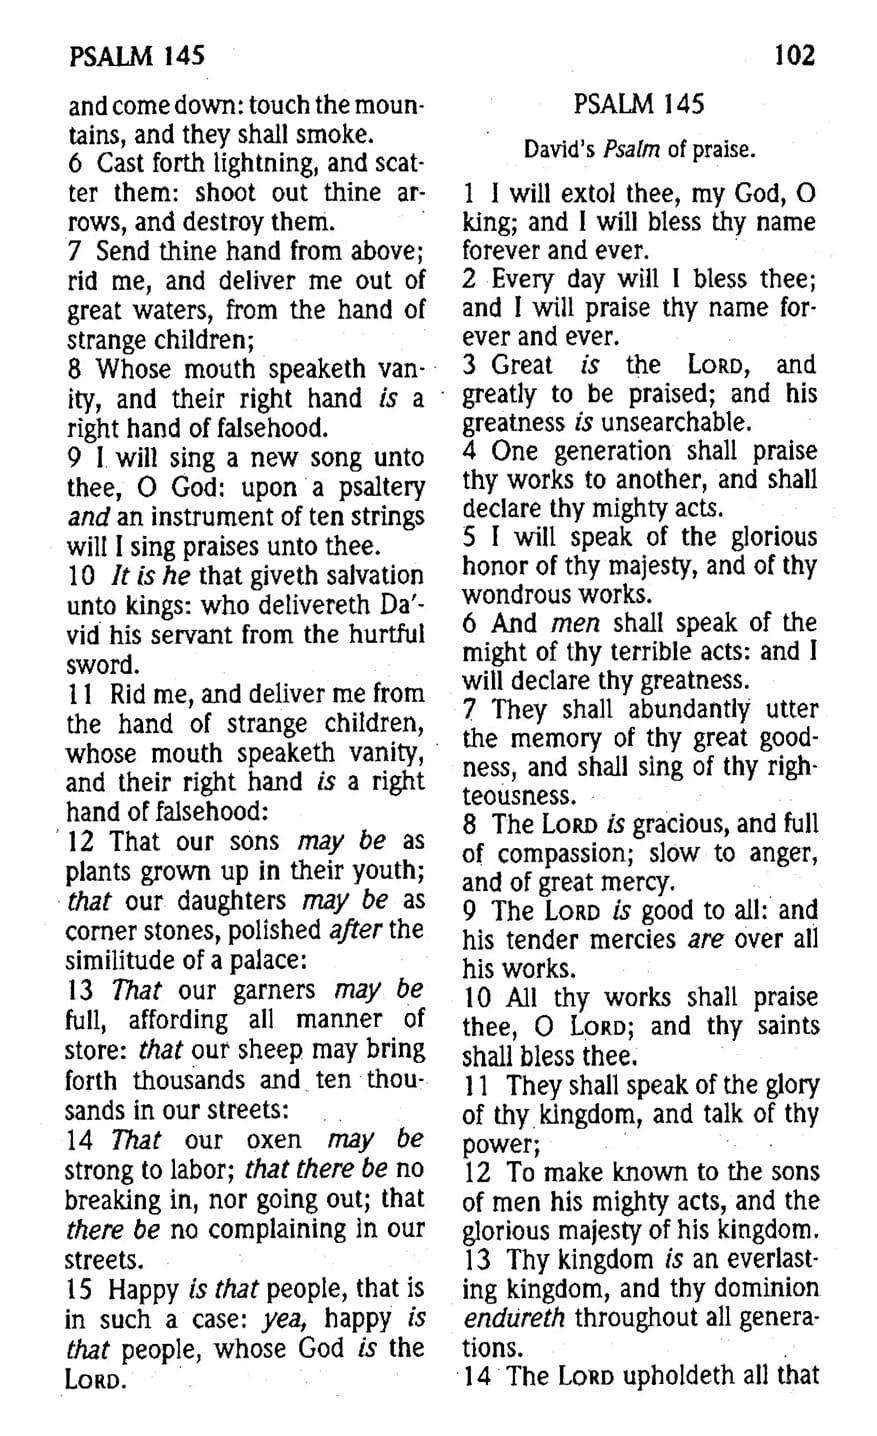 PSALM 145
102
and come down: touch the moun-
tains, and they shall smoke.
6 Cast forth lightning, and scat-
ter them: shoot out thine ar-
rows, and destroy them.
7 Send thine hand from above;
rid me, and deliver me out of
great waters, from the hand of
strange children;
8 Whose mouth speaketh van-
ity, and their right hand is a
right hand of falsehood.
9 I will sing a new song unto
thee, O God: upon a psaltery
and an instrument of ten strings
will I sing praises unto thee.
10 It is he that giveth salvation
unto kings: who delivereth Da′-
vid his servant from the hurtful
sword.
11 Rid me, and deliver me from
the hand of strange children,
whose mouth speaketh vanity,
and their right hand is a right
hand of falsehood:
12 That our sons may be as
plants grown up in their youth;
that our daughters may be as
corner stones, polished after the
similitude of a palace:
13 That our garners may be
full, affording all manner of
store: that our sheep may bring
forth thousands and ten thou-
sands in our streets:
14 That our oxen may be
strong to labor; that there be no
breaking in, nor going out; that
there be no complaining in our
streets.
15 Happy is that people, that is
in such a case: yea, happy is
that people, whose God is the
LORD.
PSALM 145
David's Psalm of praise.
1 I will extol thee, my God, O
king; and I will bless thy name
forever and ever.
2 Every day will I bless thee;
and I will praise thy name for-
ever and ever.
3 Great is the LORD, and
greatly to be praised; and his
greatness is unsearchable.
4 One generation shall praise
thy works to another, and shall
declare thy mighty acts.
5 I will speak of the glorious
honor of thy majesty, and of thy
wondrous works.
6 And men shall speak of the
might of thy terrible acts: and I
will declare thy greatness.
7 They shall abundantly utter
the memory of thy great good-
ness, and shall sing of thy righ-
teousness.
8 The LORD is gracious, and full
of compassion; slow to anger,
and of great mercy.
9 The LORD is good to all: and
his tender mercies are over all
his works.
10 All thy works shall praise
thee, O LORD; and thy saints
shall bless thee.
11 They shall speak of the glory
of thy kingdom, and talk of thy
power;
12 To make known to the sons
of men his mighty acts, and the
glorious majesty of his kingdom.
13 Thy kingdom is an everlast-
ing kingdom, and thy dominion
endureth throughout all genera-
tions.
14 The LORD upholdeth all that